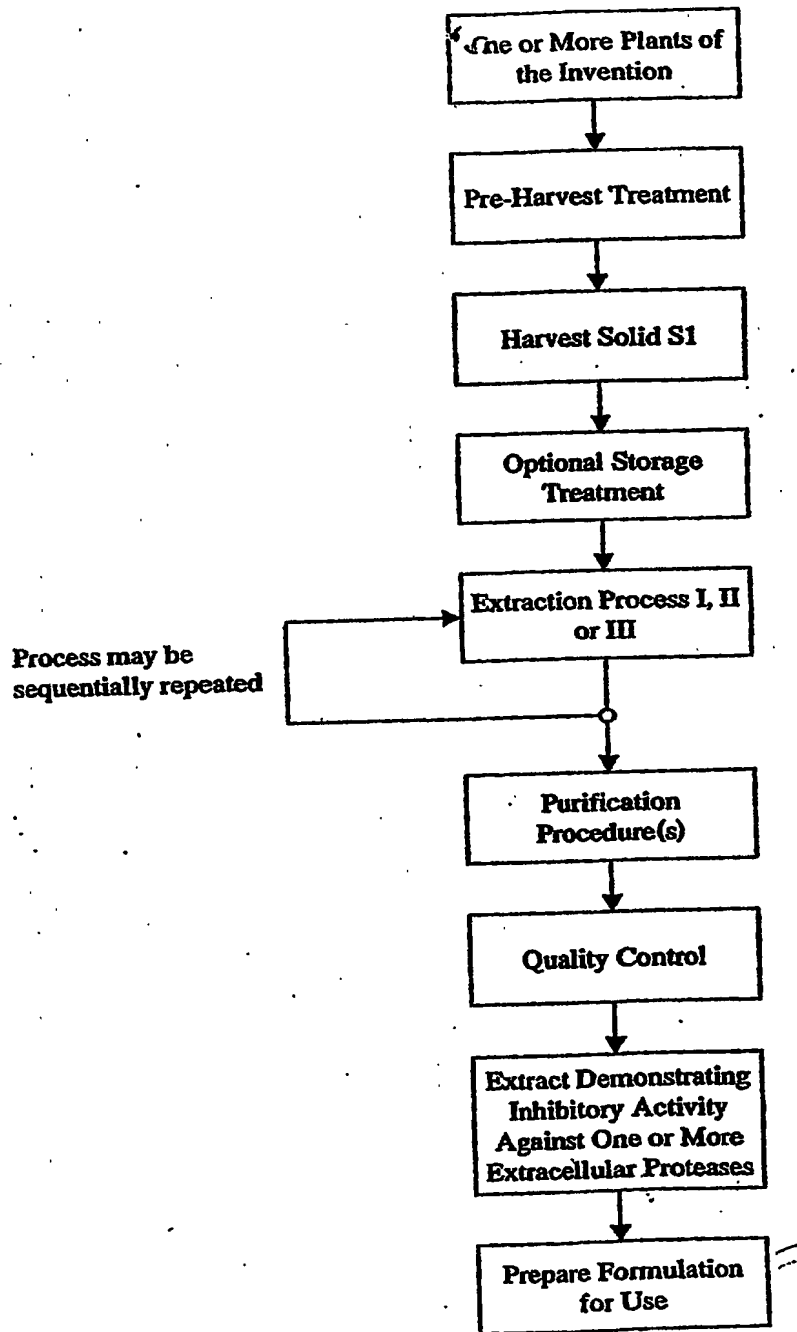 One or More Plants of
the Invention
Pre-Harvest Treatment
Harvest Solid S1
Optional Storage
Treatment
Extraction Process I, II
or III
Process may be
sequentially repeated
Purification
Procedure(s)
Quality Control
Extract Demonstrating
Inhibitory Activity
Against One or More
Extracellular Proteases
Prepare Formulation
for Use